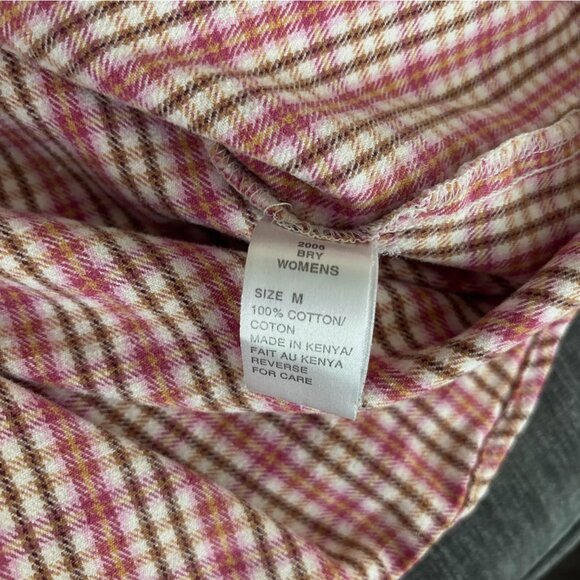 2006
BRY
WOMENS
SIZE M
100% COTTON/
COTON
MADE IN KENYA/
FAIT AU KENYA
REVERSE
FOR CARE